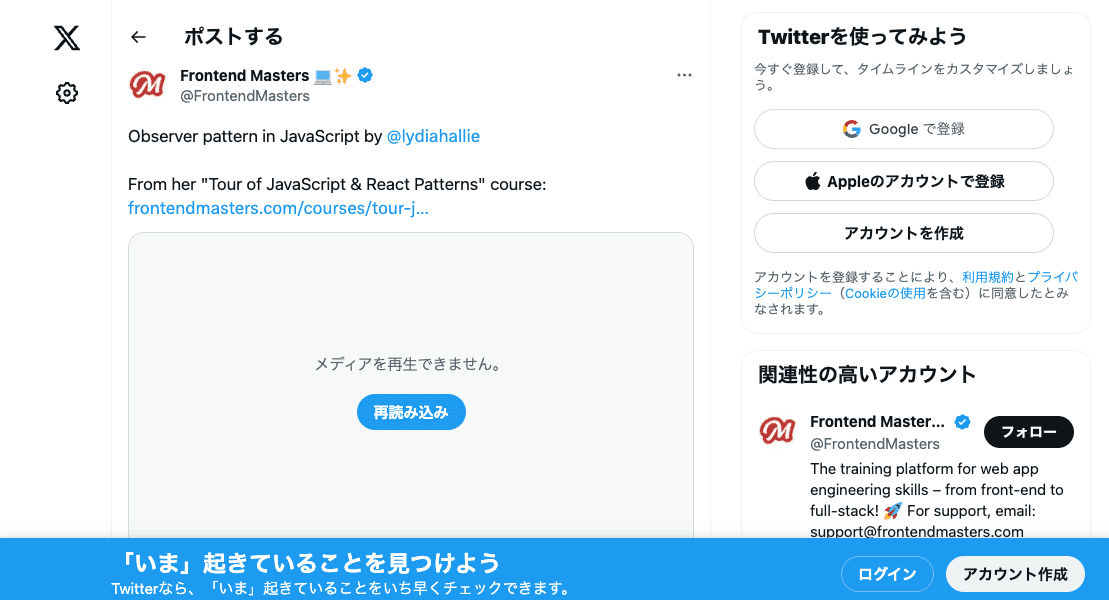 ポストする
Frontend Masters 💻✨
@FrontendMasters
Observer pattern in JavaScript by @lydiahallie
From her "Tour of JavaScript & React Patterns" course:
frontendmasters.com/courses/tour-j...
メディアを再生できません。
再読み込み
Twitterを使ってみよう
今すぐ登録して、タイムラインをカスタマイズしましょ
う。
Google で登録
Appleのアカウントで登録
アカウントを作成
アカウントを登録することにより、利用規約とプライバ
シーポリシー（Cookieの使用を含む）に同意したとみ
なされます。
関連性の高いアカウント
Frontend Master...
@FrontendMasters
フォロー
The training platform for web app
engineering skills – from front-end to
full-stack! 🚀 For support, email:
support@frontendmasters.com
「いま」起きていることを見つけよう
Twitterなら、「いま」起きていることをいち早くチェックできます。
ログイン
アカウント作成